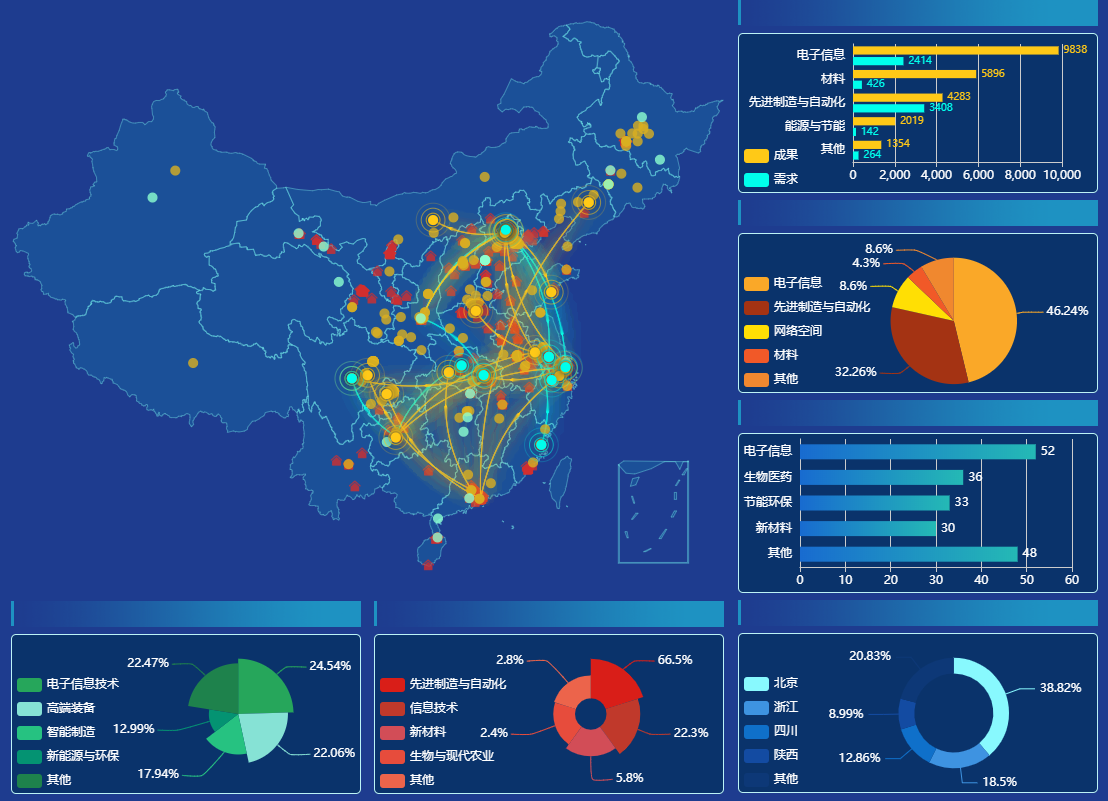 电子信息
9838
2414
材料
5896
426
先进制造与自动化
4283
3408
能源与节能
2019
142
其他
1354
264
成果
需求
0 2,000 4,000 6,000 8,000 10,000
8.6%
4.3%
8.6%
46.24%
32.26%
电子信息
先进制造与自动化
网络空间
材料
其他
电子信息 52
生物医药 36
节能环保 33
新材料 30
其他 48
0 10 20 30 40 50 60
22.47%
24.54%
12.99%
22.06%
17.94%
电子信息技术
高端装备
智能制造
新能源与环保
其他
2.8%
66.5%
2.4%
22.3%
5.8%
先进制造与自动化
信息技术
新材料
生物与现代农业
其他
20.83%
38.82%
8.99%
12.86%
18.5%
北京
浙江
四川
陕西
其他